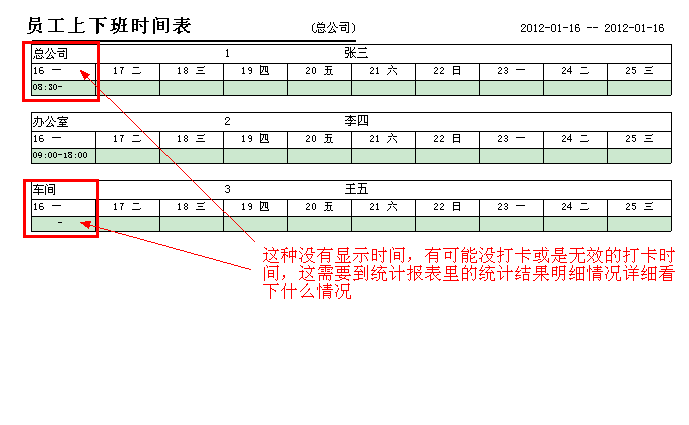 员工上下班时间表 (总公司) 2012-01-16 -- 2012-01-16
总公司 1 张三
16 一 17 二 18 三 19 四 20 五 21 六 22 日 23 一 24 二 25 三
08:30-
办公室 2 李四
16 一 17 二 18 三 19 四 20 五 21 六 22 日 23 一 24 二 25 三
09:00-18:00
车间 3 王五
16 一 17 二 18 三 19 四 20 五 21 六 22 日 23 一 24 二 25 三
-
这种没有显示时间，有可能没打卡或是无效的打卡时
间，这需要到统计报表里的统计结果明细情况详细看
下什么情况